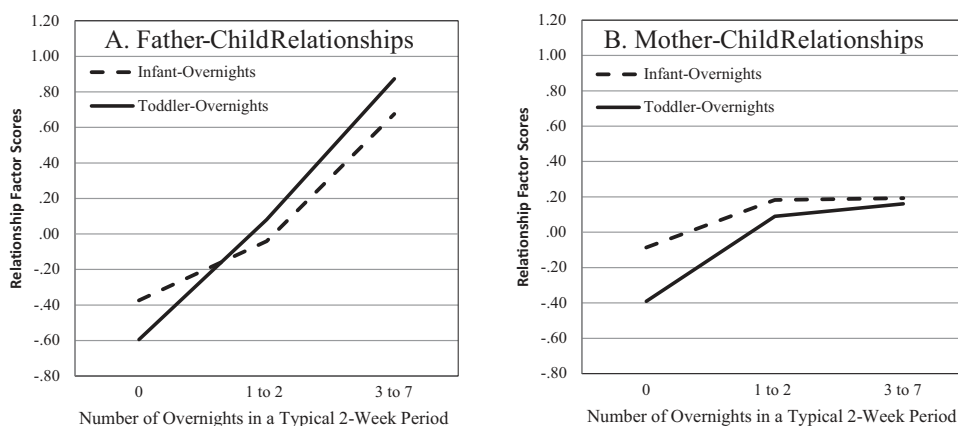 A. Father-ChildRelationships
Infant-Overnights
Toddler-Overnights
Relationship Factor Scores
1.20
1.00
.80
.60
.40
.20
.00
-.20
-.40
-.60
-.80
0
1 to 2
3 to 7
Number of Overnights in a Typical 2-Week Period
B. Mother-ChildRelationships
Infant-Overnights
Toddler-Overnights
Relationship Factor Scores
1.20
1.00
.80
.60
.40
.20
.00
-.20
-.40
-.60
-.80
0
1 to 2
3 to 7
Number of Overnights in a Typical 2-Week Period